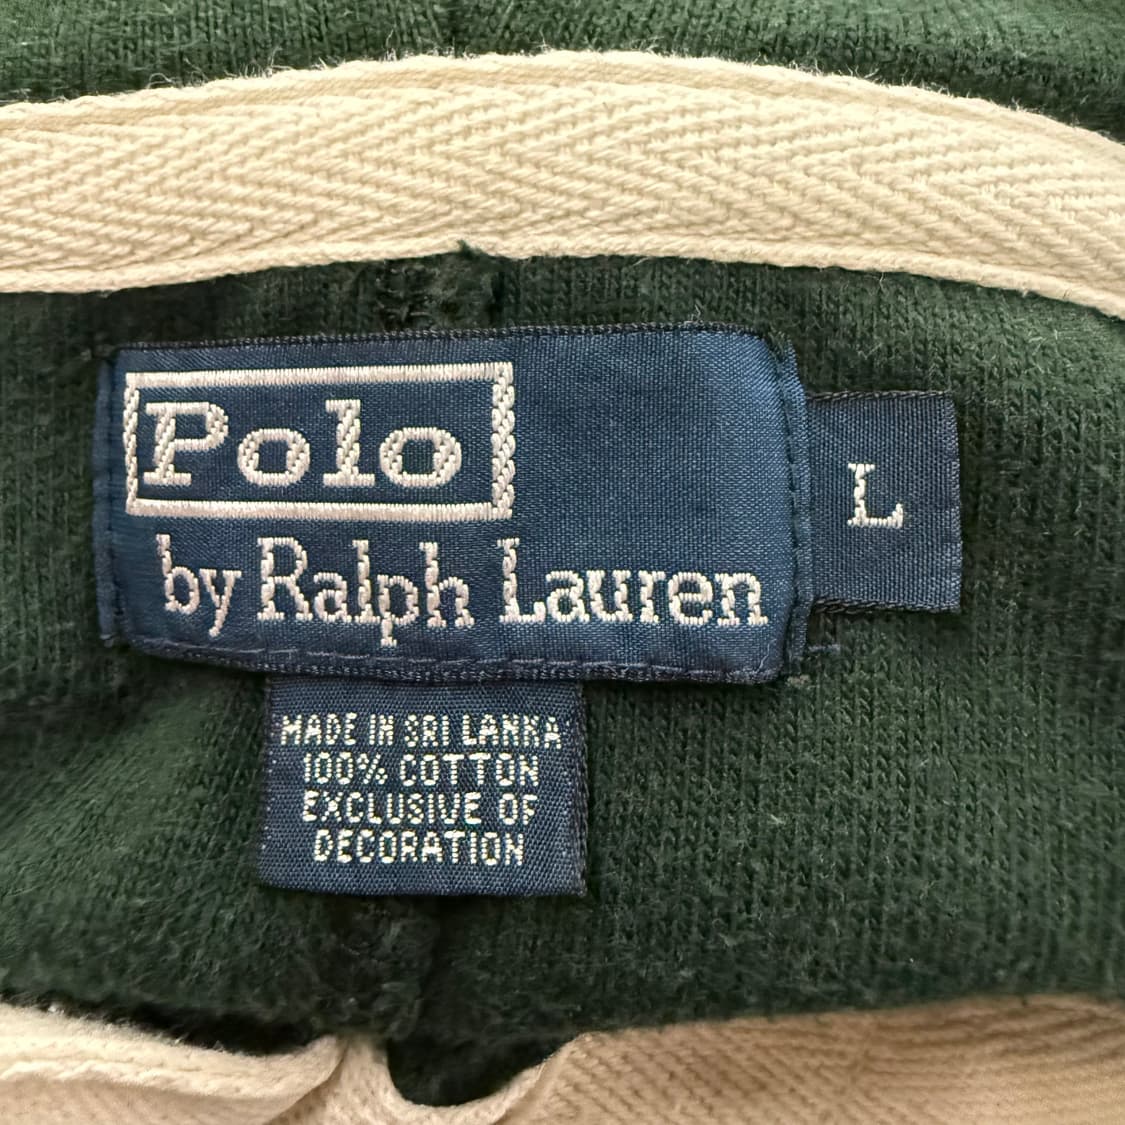 Polo
by Ralph Lauren
L
MADE IN SRI LANKA
100% COTTON
EXCLUSIVE OF
DECORATION